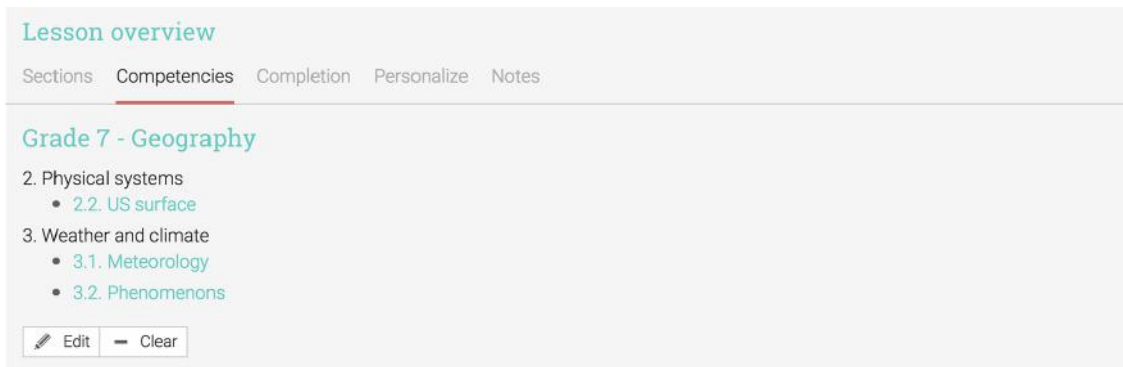 Lesson overview
Sections Competencies Completion Personalize Notes
Grade 7 - Geography
2. Physical systems
• 2.2. US surface
3. Weather and climate
• 3.1. Meteorology
• 3.2. Phenomenons
Edit Clear